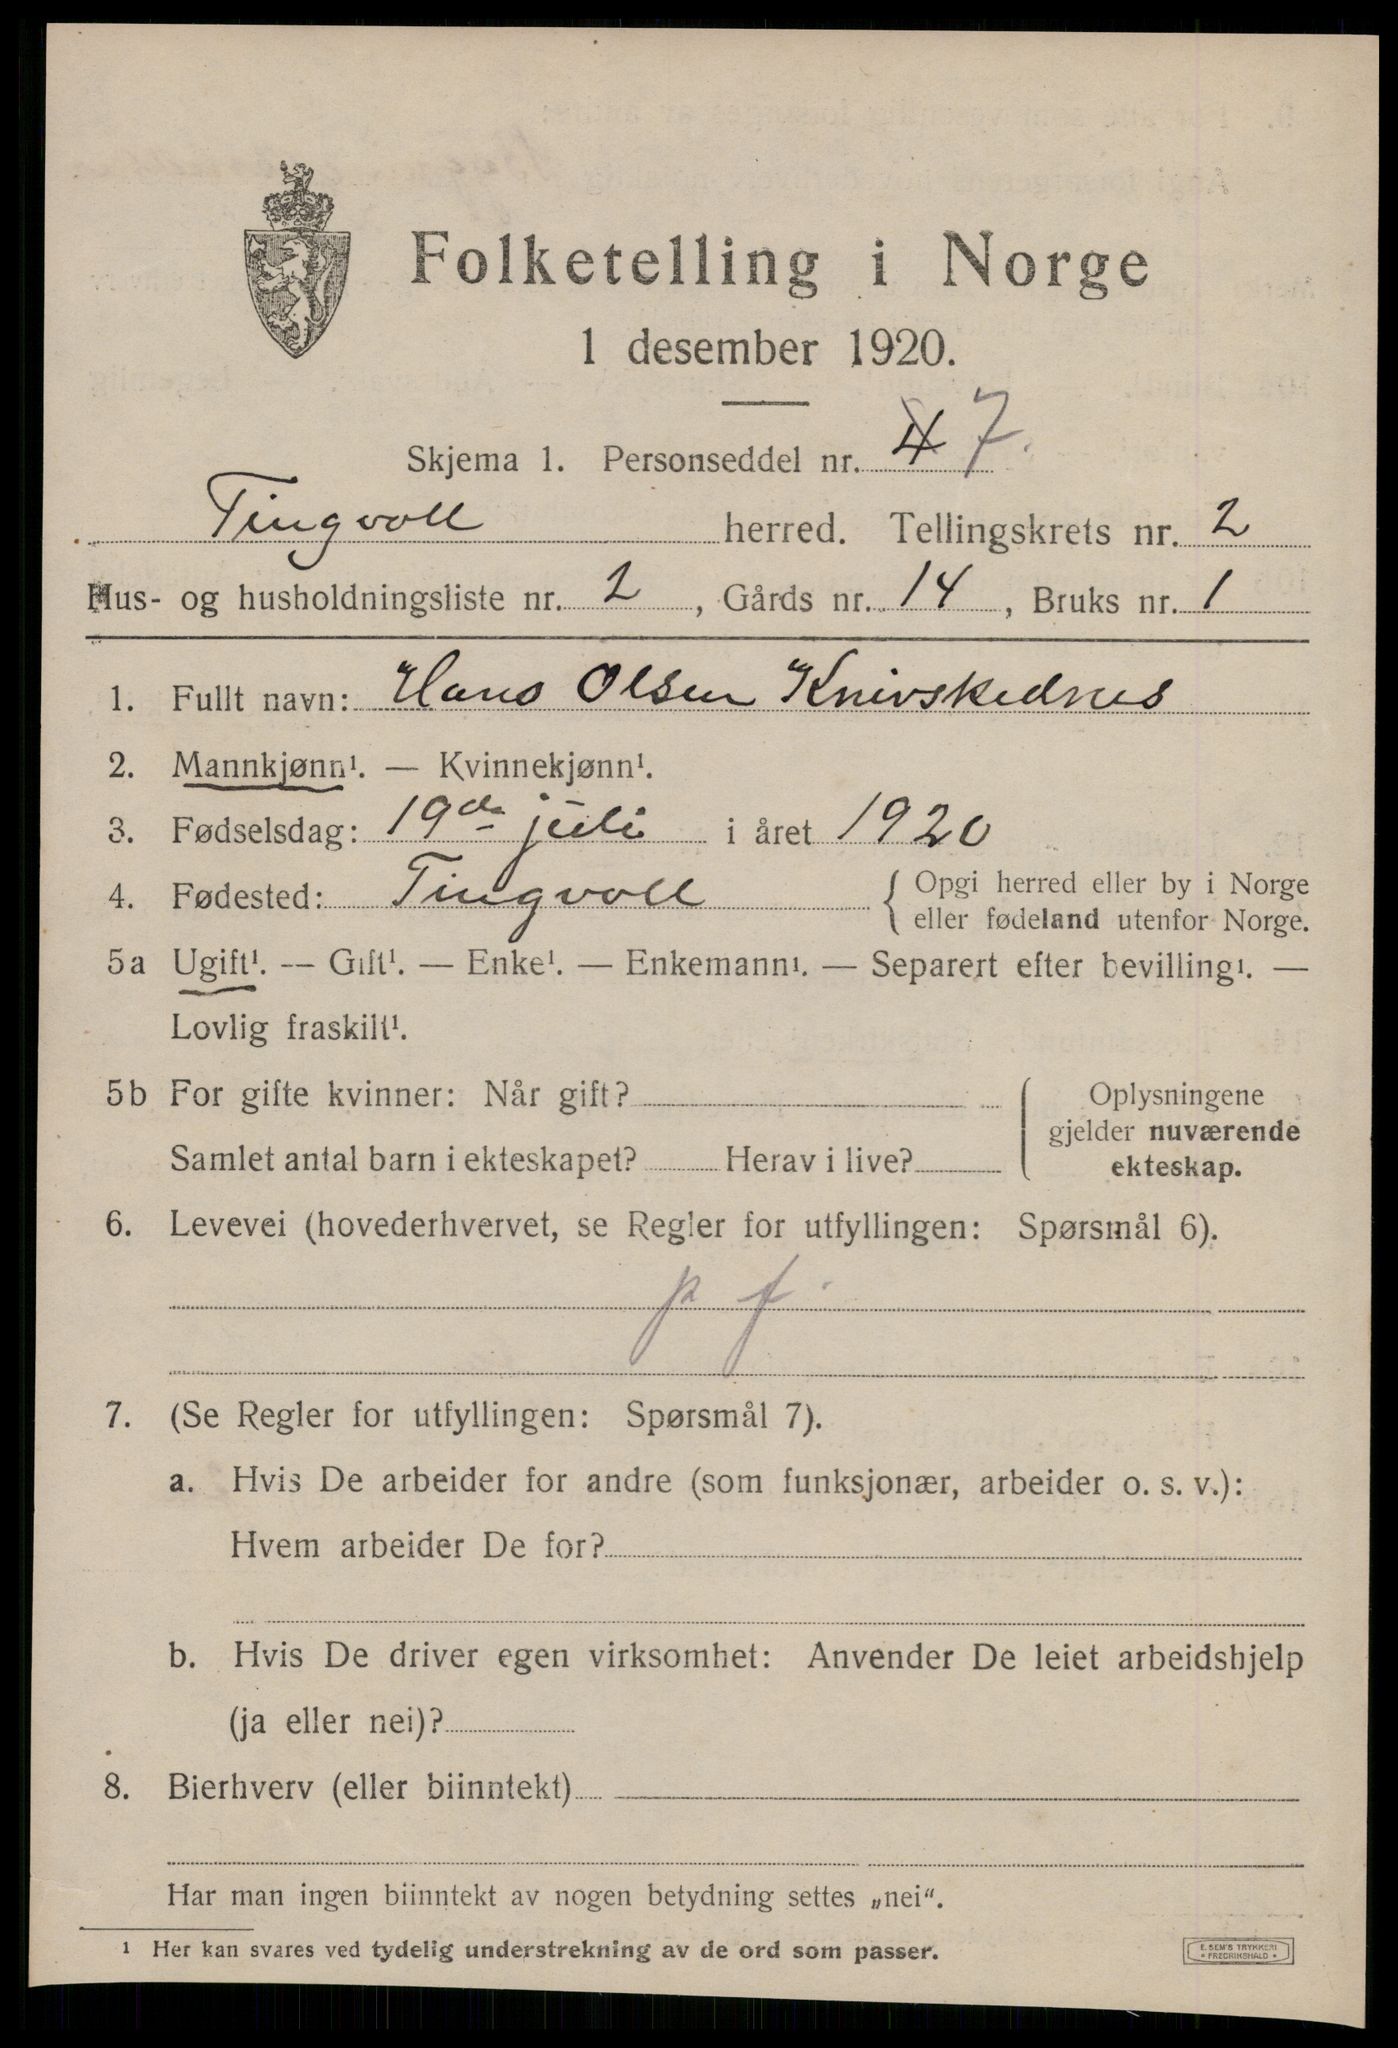 Folketelling i Norge
1 desember 1920.
Skjema 1. Personseddel nr. 4 7.
Tingvoll herred. Tellingskrets nr. 2
Hus- og husholdningsliste nr. 2, Gårds nr. 14, Bruks nr. 1
1. Fullt navn: Hans Olsen Knivskednes
2. Mannkjønn¹. — Kvinnekjønn¹.
3. Fødselsdag: 19de juli i året 1920
4. Fødested: Tingvoll { Opgi herred eller by i Norge
eller fødeland utenfor Norge.
5a Ugift¹. — Gift¹. — Enke¹. — Enkemann¹. — Separert efter bevilling¹. —
Lovlig fraskilt¹.
5b For gifte kvinner: Når gift?
Samlet antal barn i ekteskapet? Herav i live?
{ Oplysningene
gjelder nuværende
ekteskap.
6. Levevei (hovederhvervet, se Regler for utfyllingen: Spørsmål 6).
p f.
7. (Se Regler for utfyllingen: Spørsmål 7).
a. Hvis De arbeider for andre (som funksjonær, arbeider o. s. v.):
Hvem arbeider De for?
b. Hvis De driver egen virksomhet: Anvender De leiet arbeidshjelp
(ja eller nei)?
8. Bierhverv (eller biinntekt)
Har man ingen biinntekt av nogen betydning settes „nei“.
¹ Her kan svares ved tydelig understrekning av de ord som passer.
E. SEM'S TRYKKERI
* FREDRIKSHALD *